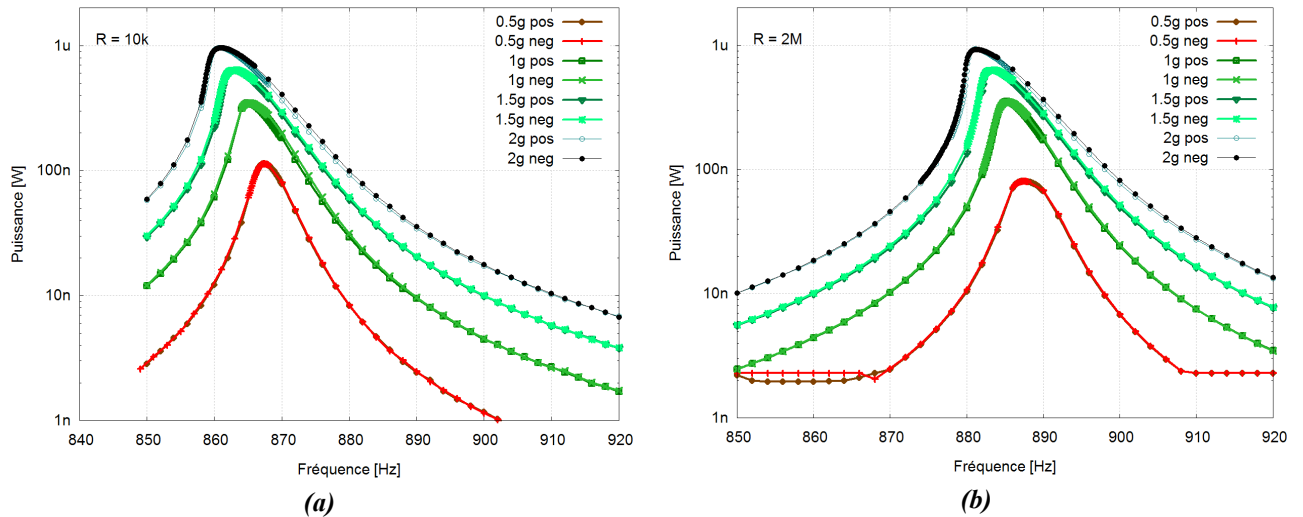 R = 10k
0.5g pos
0.5g neg
1g pos
1g neg
1.5g pos
1.5g neg
2g pos
2g neg
Puissance [W]
1u
100n
10n
1n
840 850 860 870 880 890 900 910 920
Fréquence [Hz]
(a)
R = 2M
0.5g pos
0.5g neg
1g pos
1g neg
1.5g pos
1.5g neg
2g pos
2g neg
Puissance [W]
1u
100n
10n
1n
850 860 870 880 890 900 910 920
Fréquence [Hz]
(b)